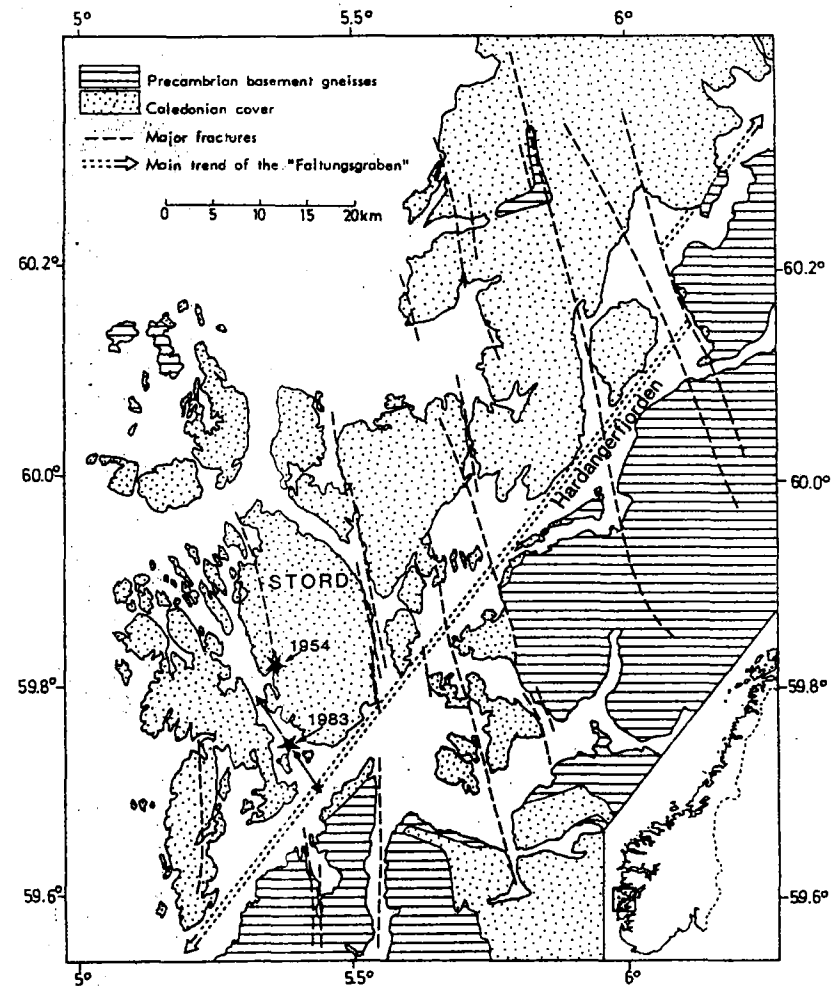 5° 5.5° 6°
Precambrian basement gneisses
Caledonian cover
Major fractures
Main trend of the "Faltungsgraben"
0 5 10 15 20km
60.2° 60.2°
Hardangerfjorden
60.0° 60.0°
STORD
1954
59.8° 59.8°
1983
59.6° 59.6°
5° 5.5° 6°